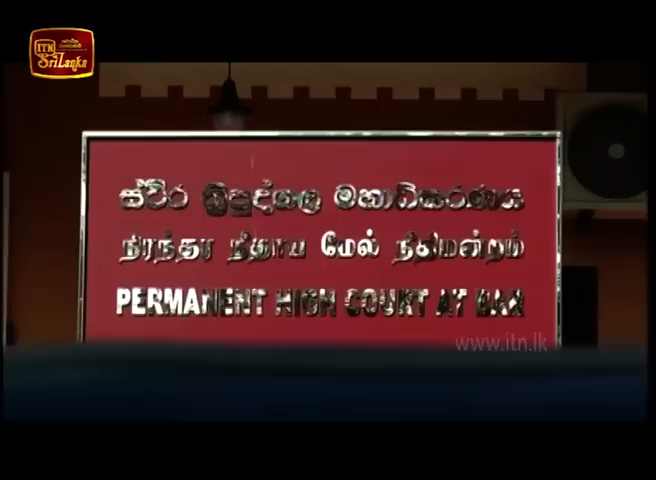 ITN
SriLanka
ස්ථිර ත්‍රිපුද්ගල මහාධිකරණය
நிரந்தர நீதாய மேல் நீதிமன்றம்
PERMANENT HIGH COURT AT BAR
www.itn.lk